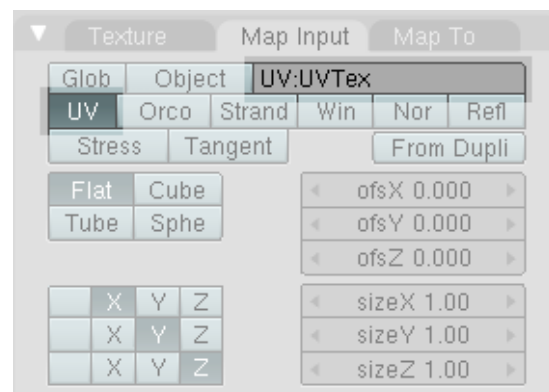 Texture Map Input Map To
Glob Object UV:UVTex
UV Orco Strand Win Nor Refl
Stress Tangent From Dupli
Flat Cube ofsX 0.000
Tube Sphe ofsY 0.000
ofsZ 0.000
X Y Z sizeX 1.00
X Y Z sizeY 1.00
X Y Z sizeZ 1.00